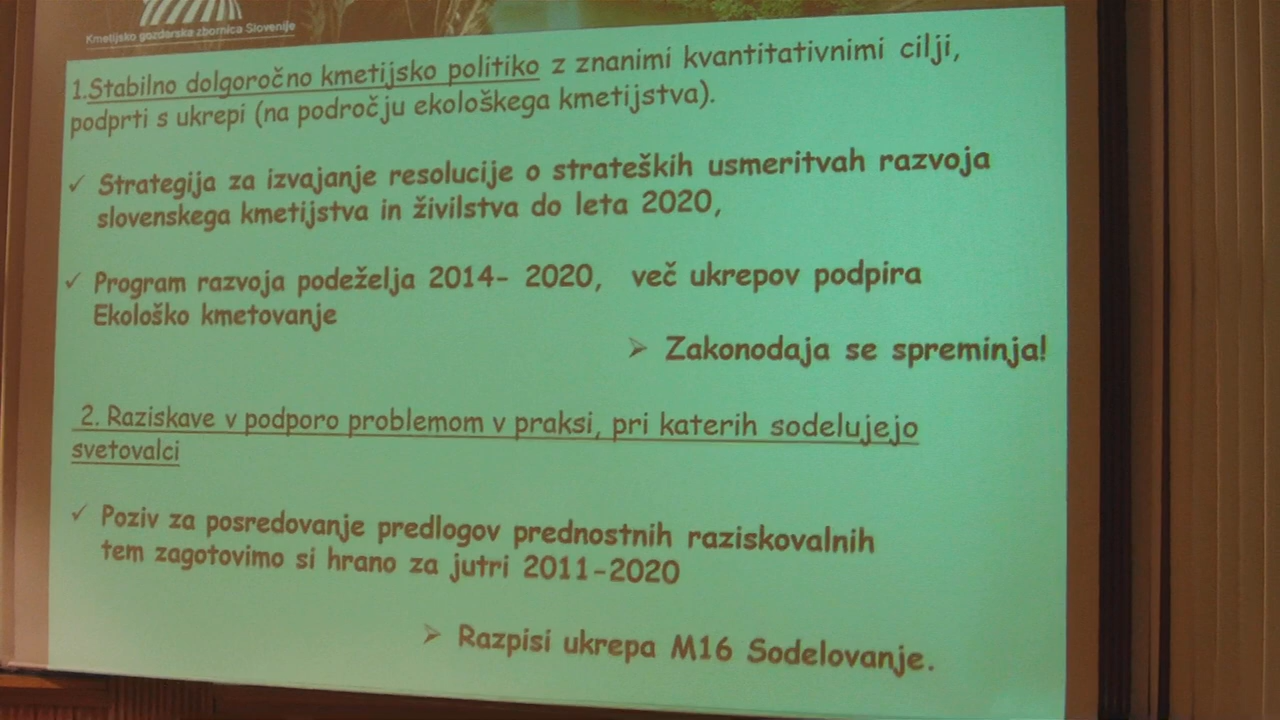 Kmetijsko gozdarska zbornica Slovenije
1.Stabilno dolgoročno kmetijsko politiko z znanimi kvantitativnimi cilji,
podprti s ukrepi (na področju ekološkega kmetijstva).
✓ Strategija za izvajanje resolucije o strateških usmeritvah razvoja
slovenskega kmetijstva in živilstva do leta 2020,
✓ Program razvoja podeželja 2014- 2020, več ukrepov podpira
Ekološko kmetovanje
➢ Zakonodaja se spreminja!
2. Raziskave v podporo problemom v praksi, pri katerih sodelujejo
svetovalci
✓ Poziv za posredovanje predlogov prednostnih raziskovalnih
tem zagotovimo si hrano za jutri 2011-2020
➢ Razpisi ukrepa M16 Sodelovanje.